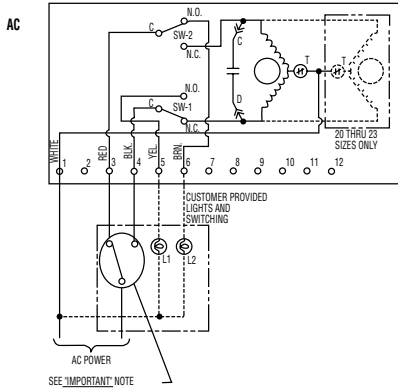 AC
N.O.
C
SW-2
N.C.
C
D
T
T
N.O.
C
SW-1
N.C.
20 THRU 23
SIZES ONLY
WHITE
RED
BLK.
YEL.
BRN.
1 2 3 4 5 6 7 8 9 10 11 12
CUSTOMER PROVIDED
LIGHTS AND
SWITCHING
L1
L2
AC POWER
SEE "IMPORTANT" NOTE